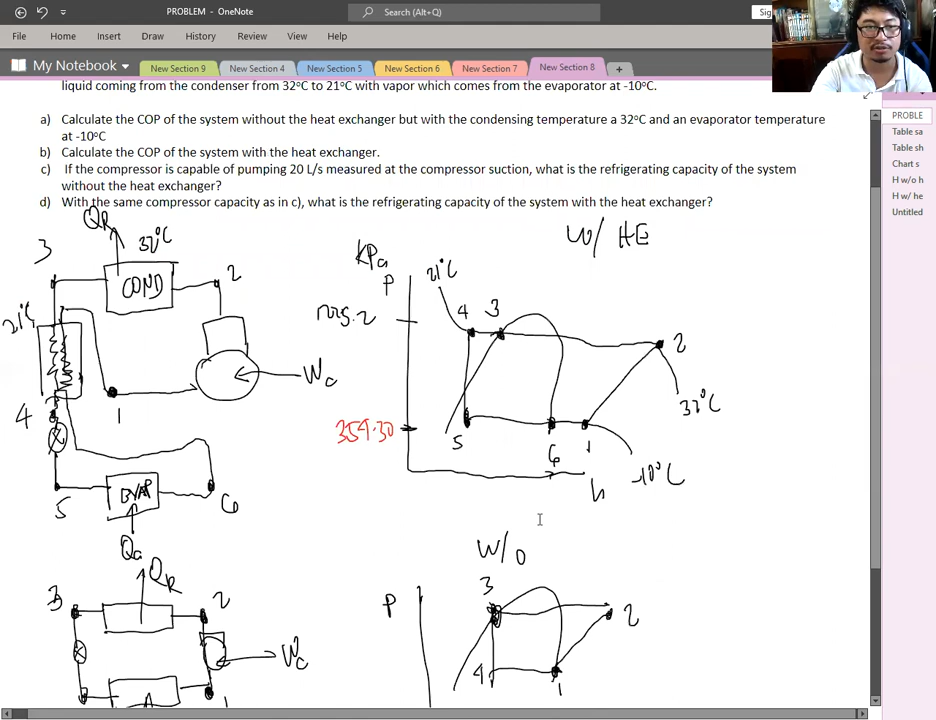 PROBLEM - OneNote
Search (Alt+Q)
Sig
File Home Insert Draw History Review View Help
My Notebook
New Section 9 New Section 4 New Section 5 New Section 6 New Section 7 New Section 8 +
liquid coming from the condenser from 32°C to 21°C with vapor which comes from the evaporator at -10°C.
PROBLE
Table sa
Table sh
Chart s
H w/o h
H w/ he
Untitled
a) Calculate the COP of the system without the heat exchanger but with the condensing temperature a 32°C and an evaporator temperature
at -10°C
b) Calculate the COP of the system with the heat exchanger.
c) If the compressor is capable of pumping 20 L/s measured at the compressor suction, what is the refrigerating capacity of the system
without the heat exchanger?
d) With the same compressor capacity as in c), what is the refrigerating capacity of the system with the heat exchanger?
QR
3 32°C 2
COND
21°C
Wc
4 1
5 EVAP 6
Qa
W/ HE
KPa
P 21°C
4 3
2
32°C
354.30
5 6 1
-10°C
h
W/O
QR
3 2
Wc
1
P 3
2
4
1